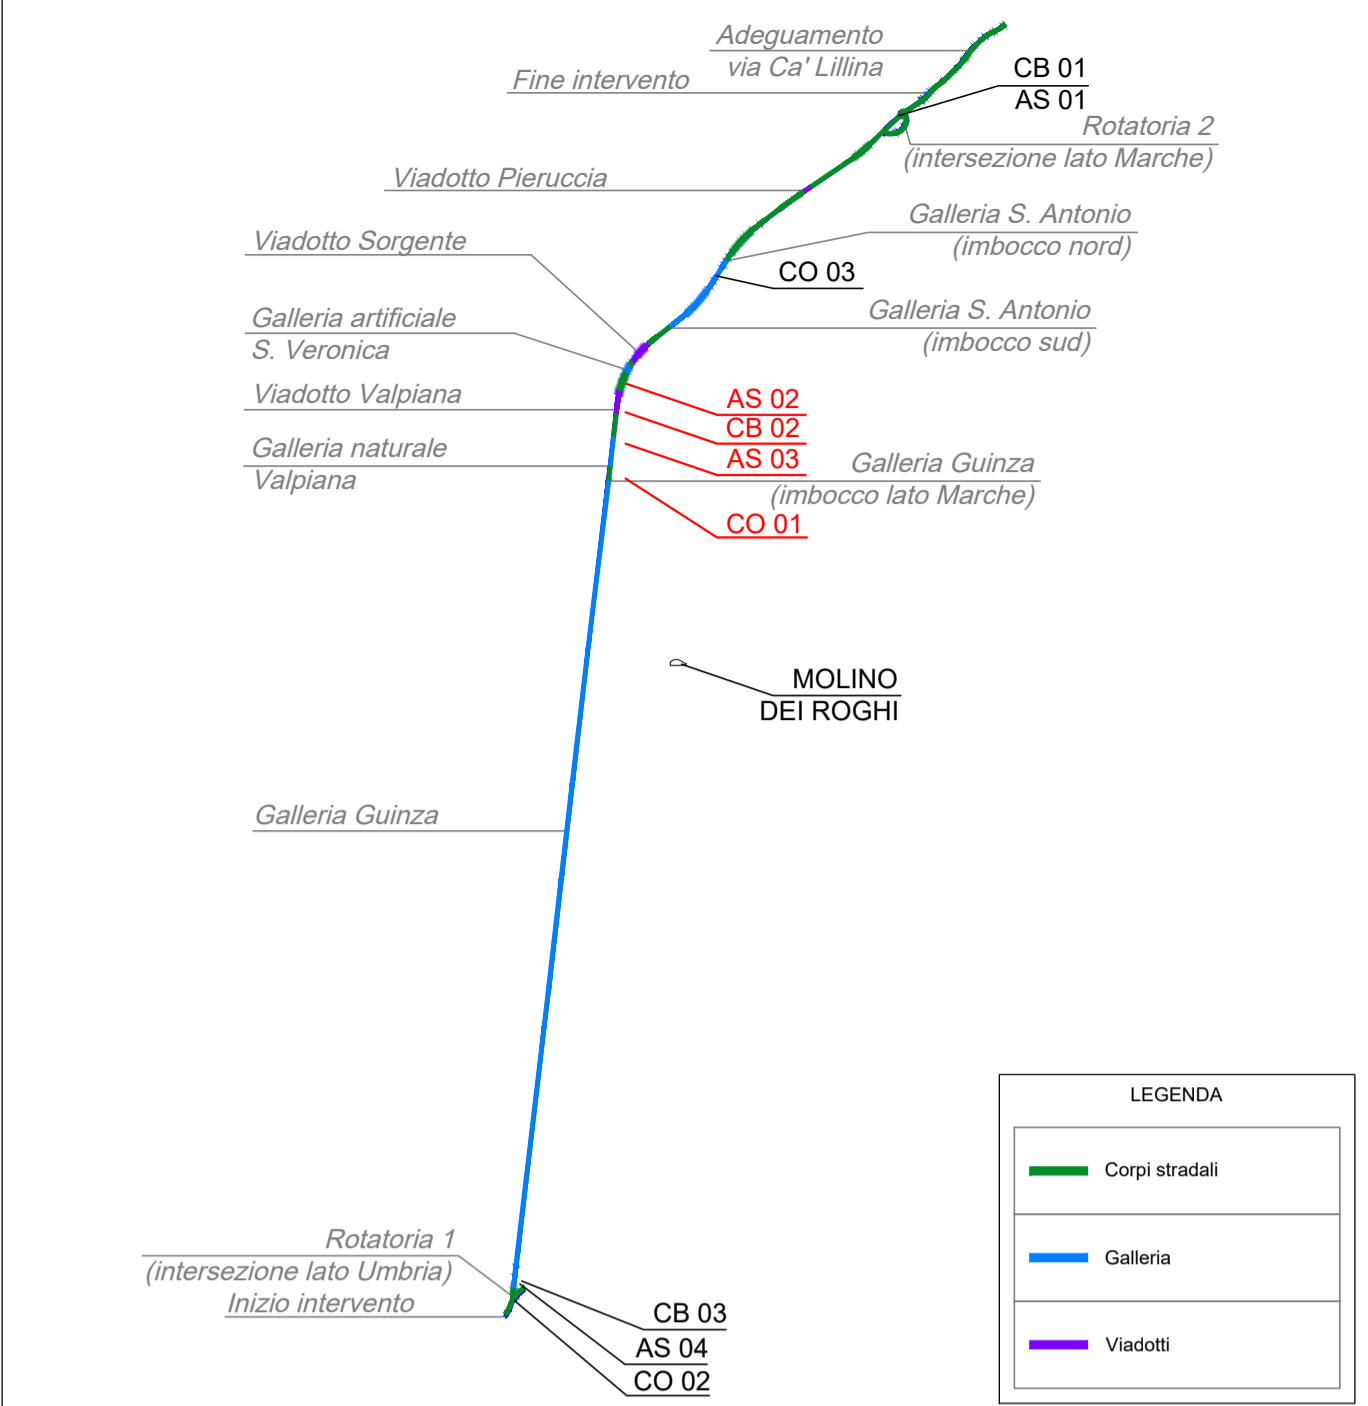 Adeguamento
via Ca' Lillina
Fine intervento
CB 01
AS 01
Rotatoria 2
(intersezione lato Marche)
Viadotto Pieruccia
Galleria S. Antonio
(imbocco nord)
Viadotto Sorgente
CO 03
Galleria S. Antonio
(imbocco sud)
Galleria artificiale
S. Veronica
Viadotto Valpiana
AS 02
CB 02
AS 03
Galleria naturale
Valpiana
Galleria Guinza
(imbocco lato Marche)
CO 01
MOLINO
DEI ROGHI
Galleria Guinza
Rotatoria 1
(intersezione lato Umbria)
Inizio intervento
CB 03
AS 04
CO 02
LEGENDA
Corpi stradali
Galleria
Viadotti